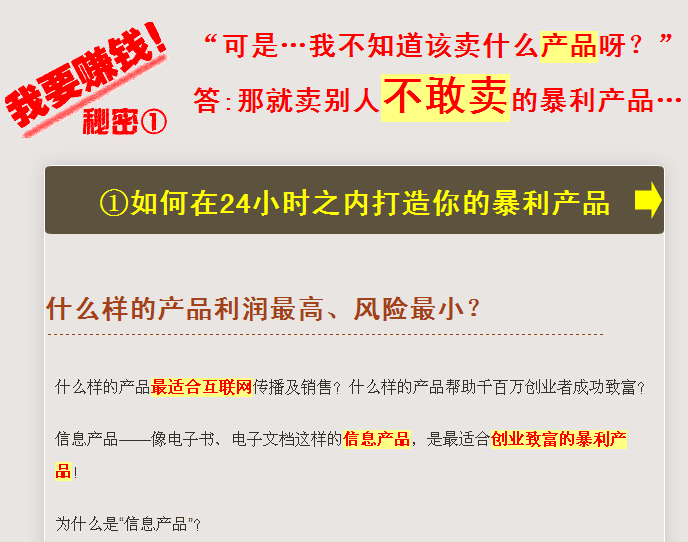 我要赚钱！
秘密①
“可是…我不知道该卖什么产品呀？”
答:那就卖别人不敢卖的暴利产品…
①如何在24小时之内打造你的暴利产品
什么样的产品利润最高、风险最小？
什么样的产品最适合互联网传播及销售？什么样的产品帮助千百万创业者成功致富？
信息产品——像电子书、电子文档这样的信息产品，是最适合创业致富的暴利产
品！
为什么是“信息产品”？